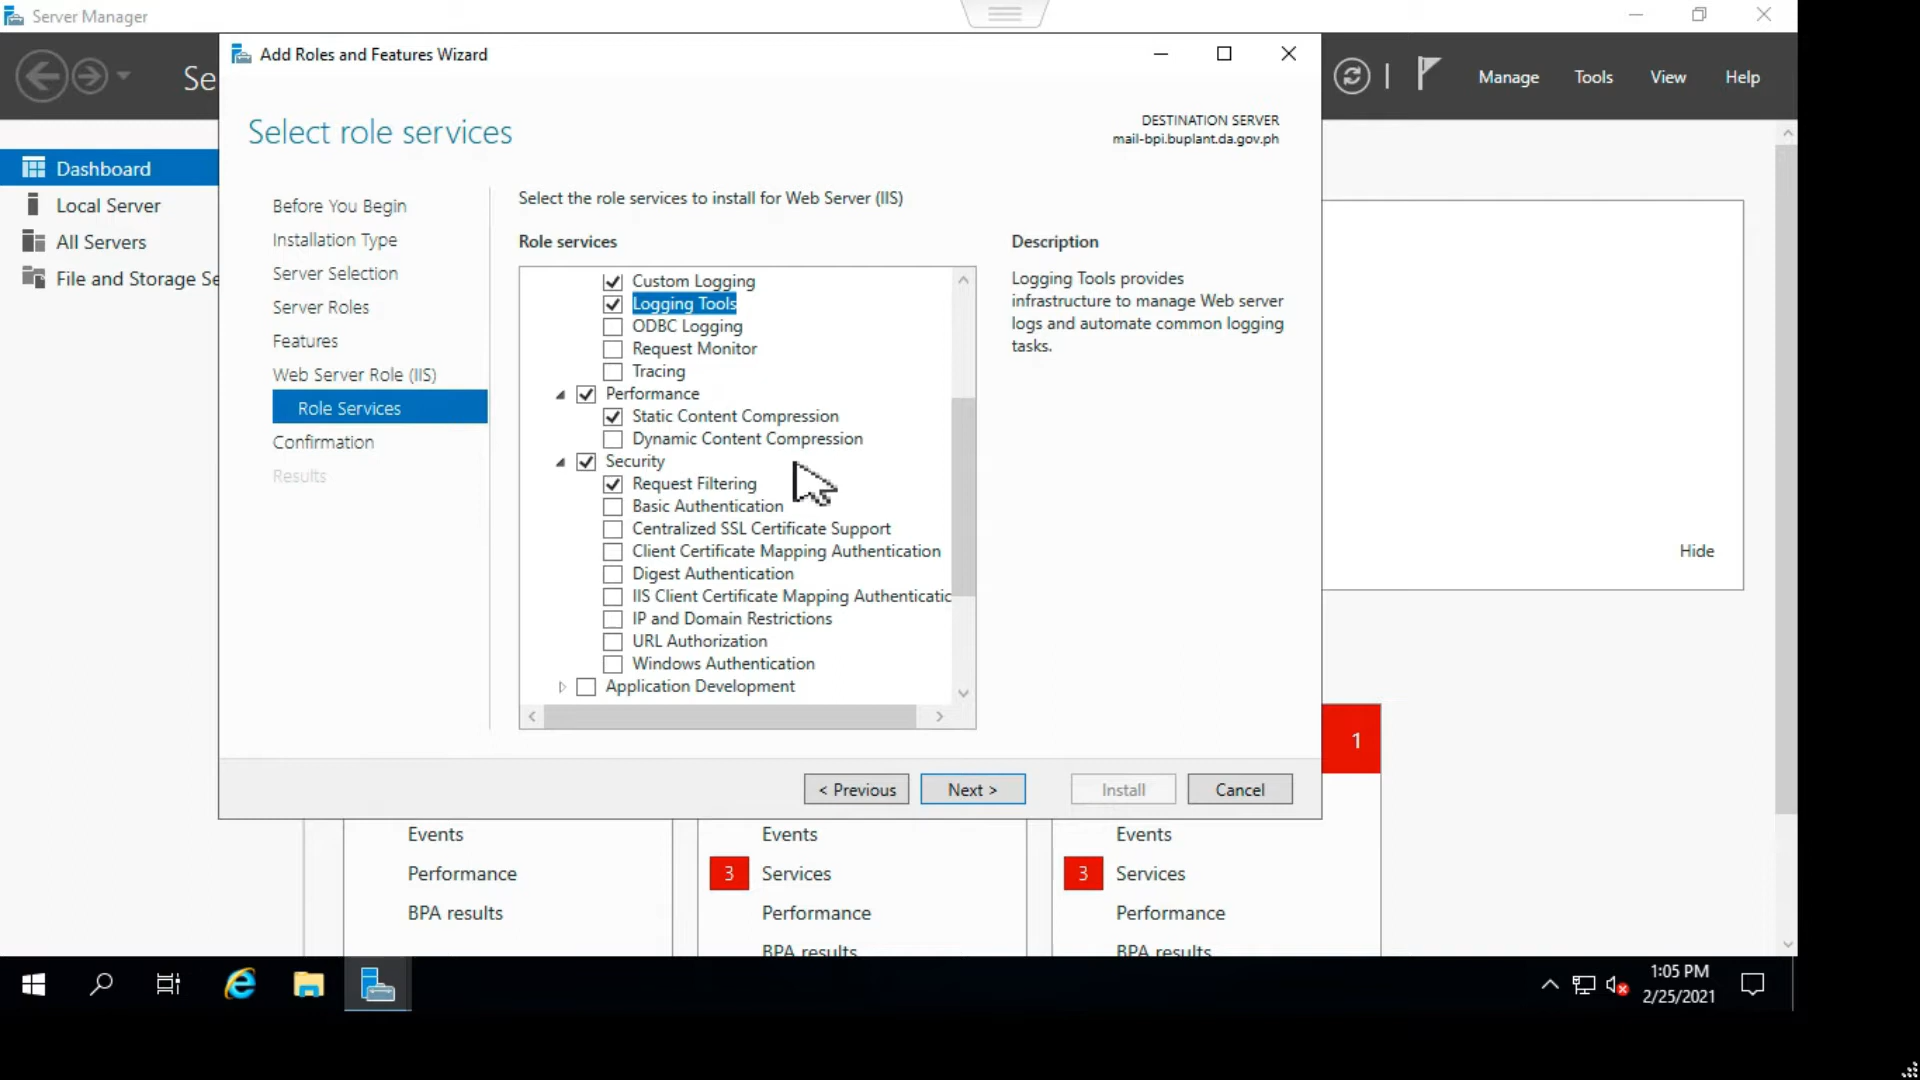 Server Manager
Add Roles and Features Wizard
Se
Manage
Tools
View
Help
Select role services
DESTINATION SERVER
mail-bpi.buplant.da.gov.ph
Dashboard
Local Server
All Servers
File and Storage Se
Before You Begin
Installation Type
Server Selection
Server Roles
Features
Web Server Role (IIS)
Role Services
Confirmation
Results
Select the role services to install for Web Server (IIS)
Role services
Custom Logging
Logging Tools
ODBC Logging
Request Monitor
Tracing
Performance
Static Content Compression
Dynamic Content Compression
Security
Request Filtering
Basic Authentication
Centralized SSL Certificate Support
Client Certificate Mapping Authentication
Digest Authentication
IIS Client Certificate Mapping Authenticatic
IP and Domain Restrictions
URL Authorization
Windows Authentication
Application Development
Description
Logging Tools provides
infrastructure to manage Web server
logs and automate common logging
tasks.
Hide
1
< Previous
Next >
Install
Cancel
Events
Performance
BPA results
Events
3 Services
Performance
BPA results
Events
3 Services
Performance
BPA results
1:05 PM
2/25/2021